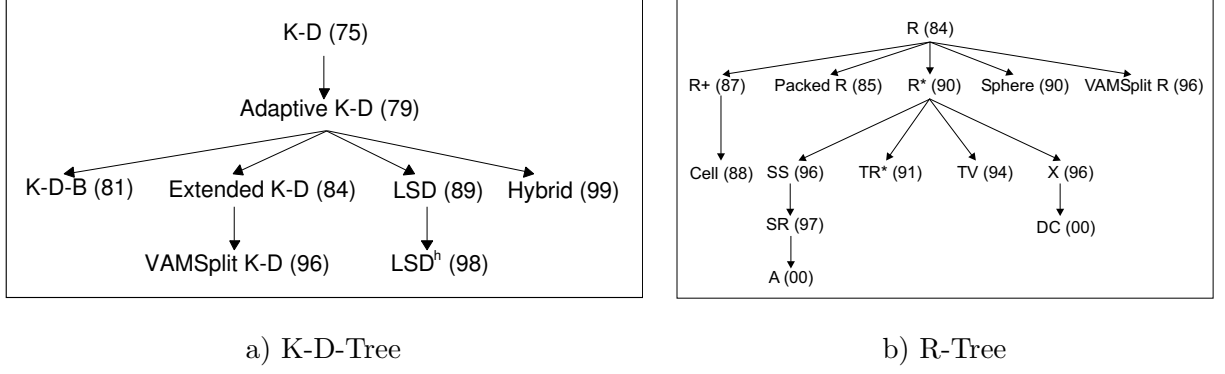 K-D (75)
Adaptive K-D (79)
K-D-B (81) Extended K-D (84) LSD (89) Hybrid (99)
VAMSplit K-D (96) LSDʰ (98)
a) K-D-Tree
R (84)
R+ (87) Packed R (85) R* (90) Sphere (90) VAMSplit R (96)
Cell (88) SS (96) TR* (91) TV (94) X (96)
SR (97) DC (00)
A (00)
b) R-Tree